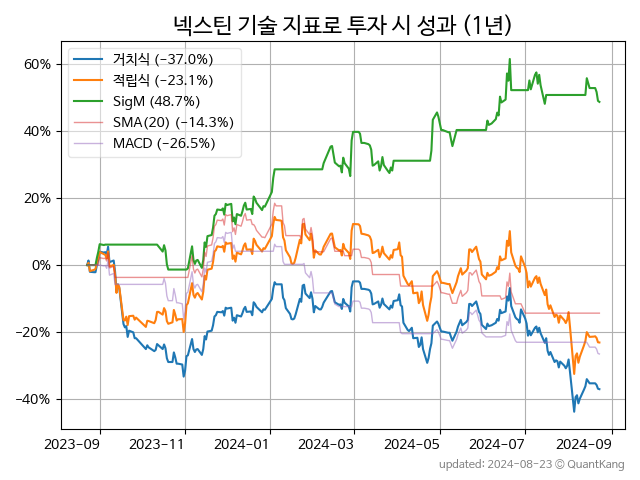 넥스틴 기술 지표로 투자 시 성과 (1년)
60%
40%
20%
0%
−20%
−40%
거치식 (−37.0%)
적립식 (−23.1%)
SigM (48.7%)
SMA(20) (−14.3%)
MACD (−26.5%)
2023-09 2023-11 2024-01 2024-03 2024-05 2024-07 2024-09
updated: 2024-08-23 © QuantKang